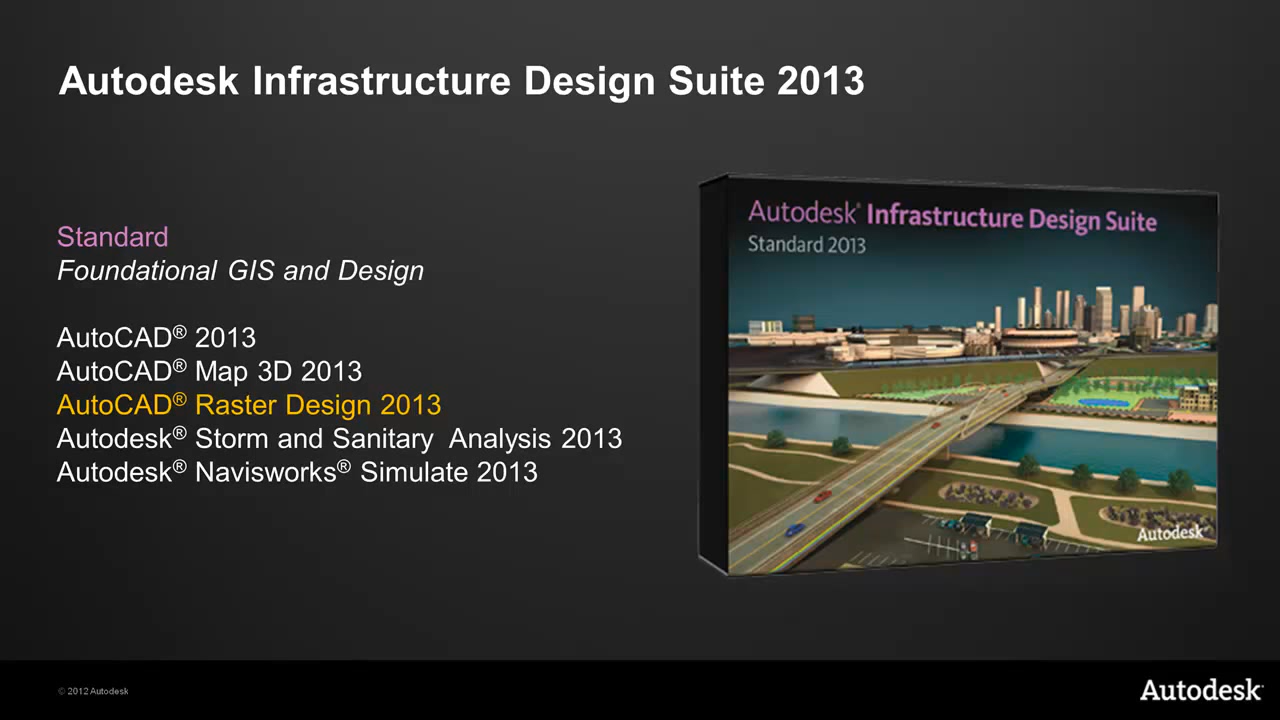 Autodesk Infrastructure Design Suite 2013
Standard
Foundational GIS and Design
AutoCAD® 2013
AutoCAD® Map 3D 2013
AutoCAD® Raster Design 2013
Autodesk® Storm and Sanitary Analysis 2013
Autodesk® Navisworks® Simulate 2013
Autodesk® Infrastructure Design Suite
Standard 2013
Autodesk®
© 2012 Autodesk
Autodesk®